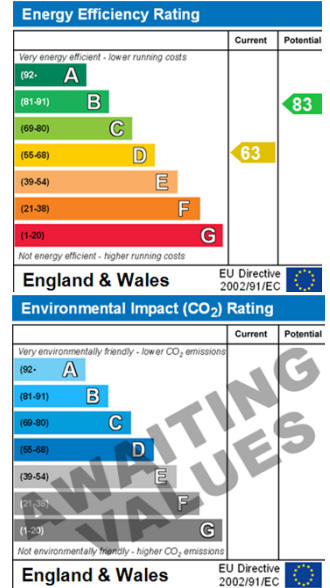 Energy Efficiency Rating
Current Potential
Very energy efficient - lower running costs
(92- A
(81-91) B 83
(69-80) C
(55-68) D 63
(39-54) E
(21-38) F
(1-20) G
Not energy efficient - higher running costs
England & Wales
EU Directive
2002/91/EC
Environmental Impact (CO2) Rating
Current Potential
Very environmentally friendly - lower CO2 emissions
(92- A
(81-91) B
(69-80) C
(55-68) D
(39-54) E
(21-38) F
(1-20) G
AWAITING
VALUES
Not environmentally friendly - higher CO2 emissions
England & Wales
EU Directive
2002/91/EC